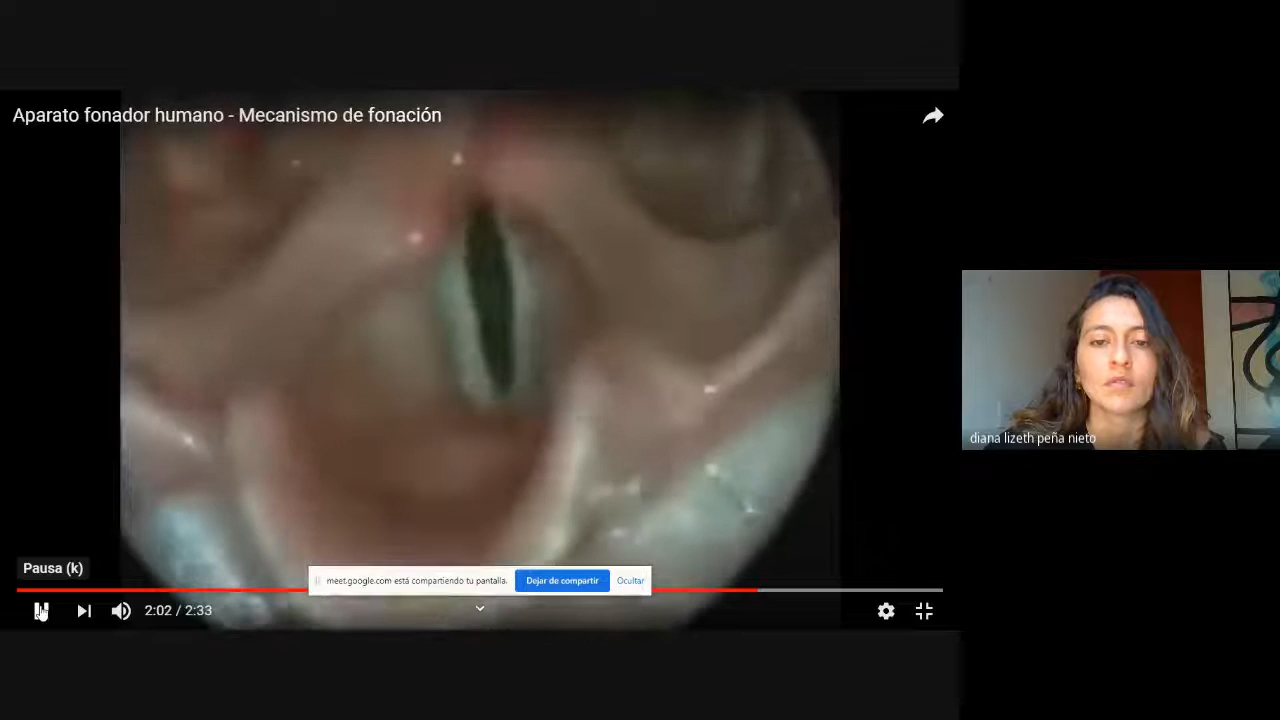 Aparato fonador humano - Mecanismo de fonación
diana lizeth peña nieto
Pausa (k)
meet.google.com está compartiendo tu pantalla.
Dejar de compartir
Ocultar
2:02 / 2:33